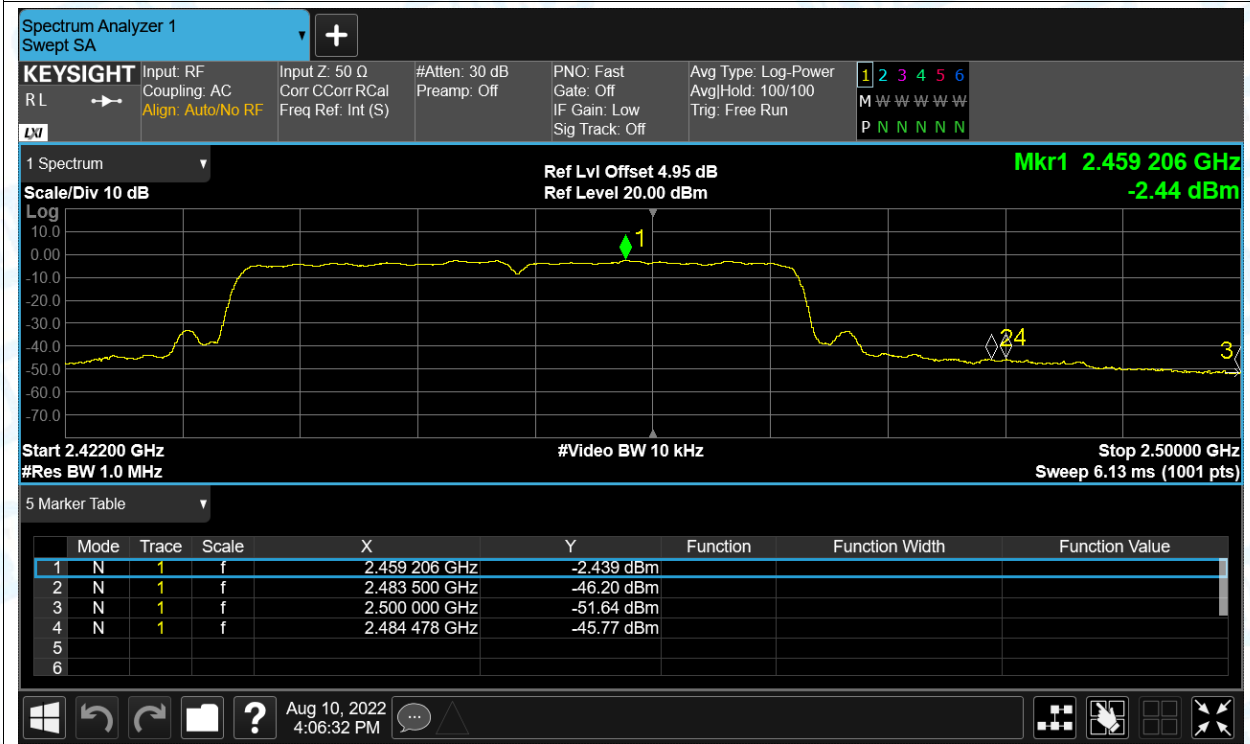 Spectrum Analyzer 1
Swept SA
+
KEYSIGHT
R L
LXI
Input: RF
Coupling: AC
Align: Auto/No RF
Input Z: 50 Ω
Corr CCorr RCal
Freq Ref: Int (S)
#Atten: 30 dB
Preamp: Off
PNO: Fast
Gate: Off
IF Gain: Low
Sig Track: Off
Avg Type: Log-Power
Avg|Hold: 100/100
Trig: Free Run
1 2 3 4 5 6
M W W W W W
P N N N N N
1 Spectrum
Scale/Div 10 dB
Ref Lvl Offset 4.95 dB
Ref Level 20.00 dBm
Mkr1 2.459 206 GHz
-2.44 dBm
Log
10.0
0.00
-10.0
-20.0
-30.0
-40.0
-50.0
-60.0
-70.0
1
24
3
Start 2.42200 GHz
#Res BW 1.0 MHz
#Video BW 10 kHz
Stop 2.50000 GHz
Sweep 6.13 ms (1001 pts)
5 Marker Table
Mode Trace Scale X Y Function Function Width Function Value
1 N 1 f 2.459 206 GHz -2.439 dBm
2 N 1 f 2.483 500 GHz -46.20 dBm
3 N 1 f 2.500 000 GHz -51.64 dBm
4 N 1 f 2.484 478 GHz -45.77 dBm
5
6
?
Aug 10, 2022
4:06:32 PM